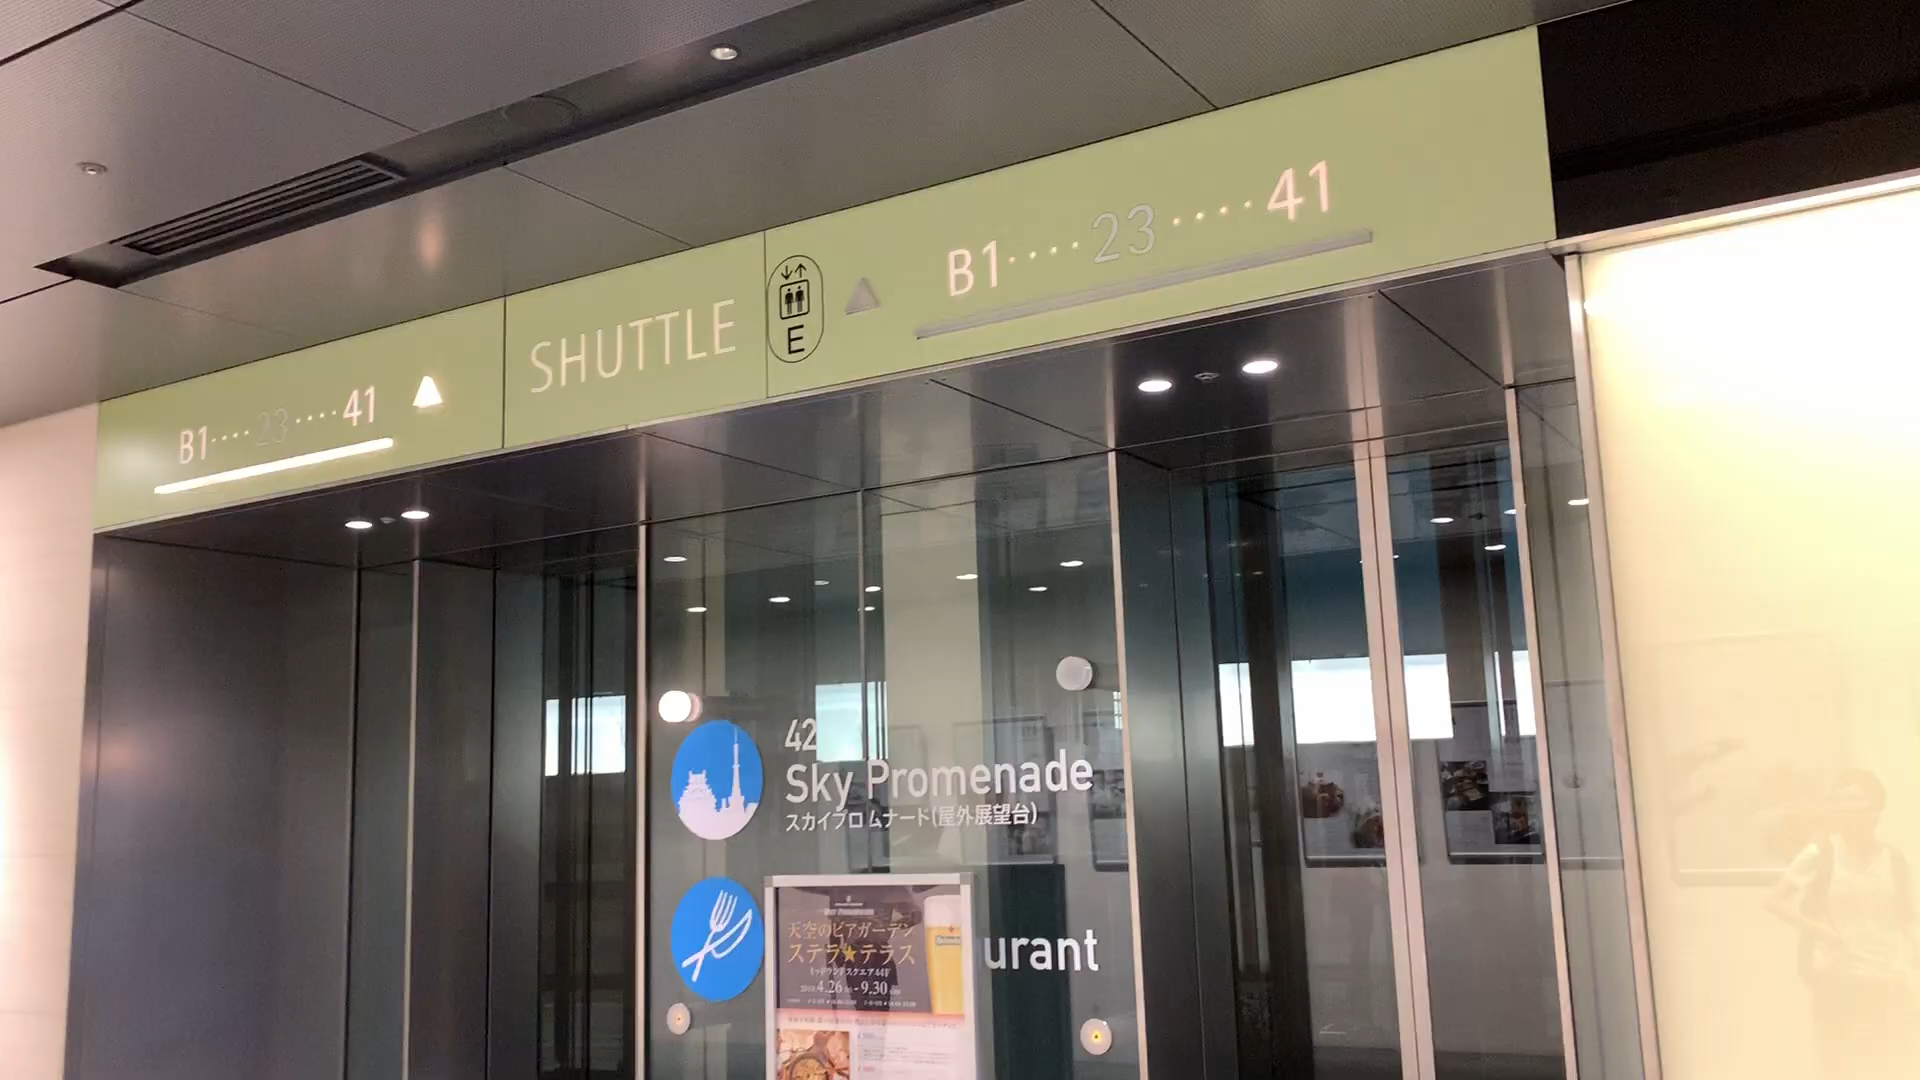 B1････23････41
SHUTTLE
E
B1････23････41
42
Sky Promenade
スカイプロムナード(屋外展望台)
urant
天空のビアガーデン
ステラ★テラス
ミッドランドスクエア44F
2019.4.26 - 9.30